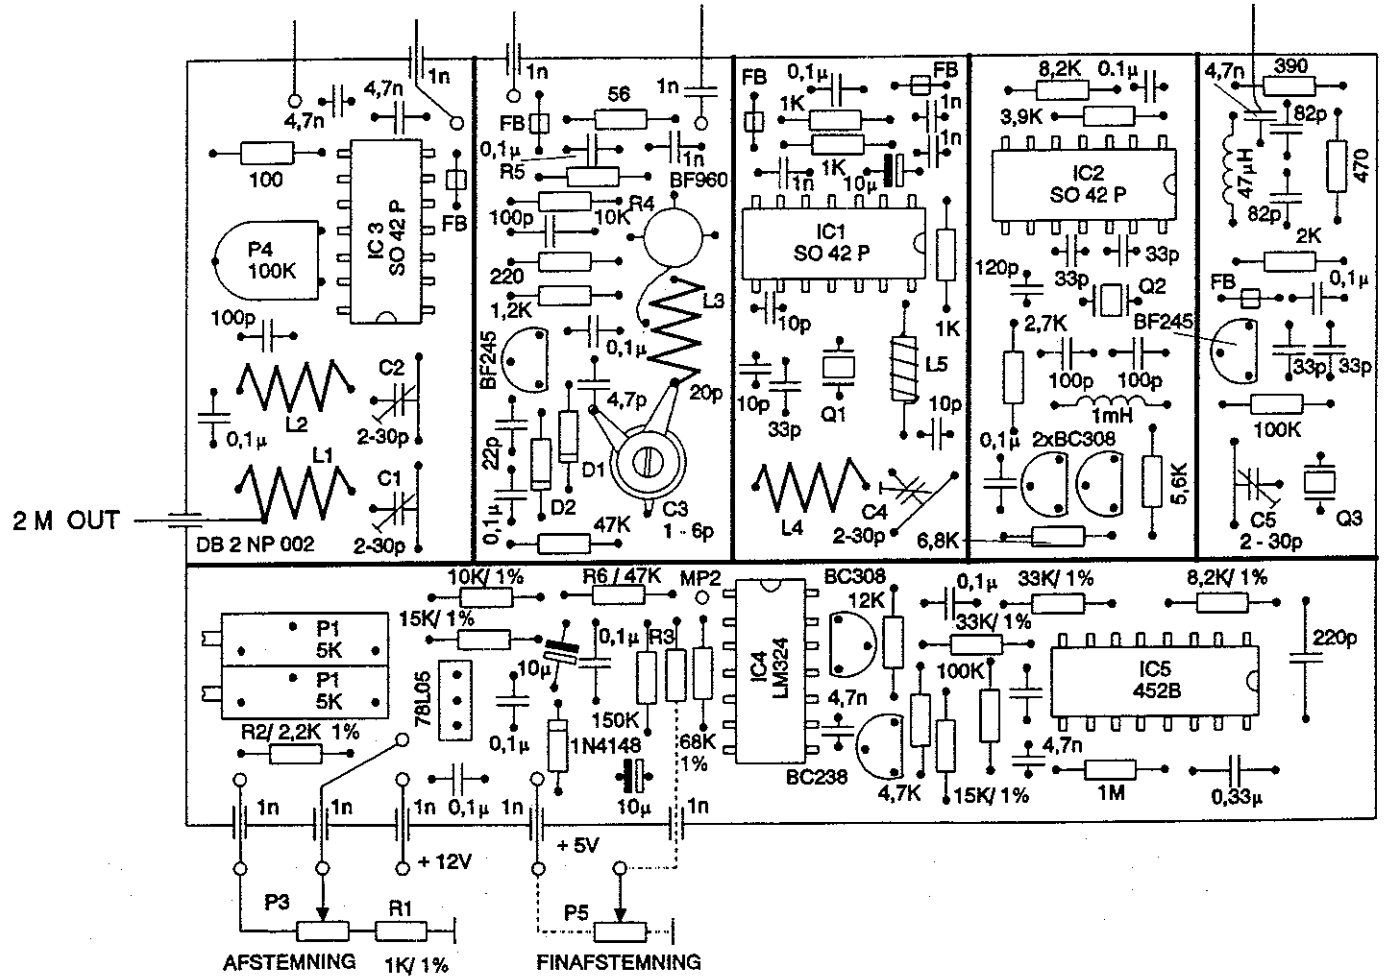 1n
1n
1n
FB
0,1µ
FB
8,2K
0.1µ
4,7n
390
4,7n
4,7n
56
FB
1K
1n
3,9K
82p
0,1µ
1n
1n
100
R5
BF960
1K
1n
10µ
IC2
SO 42 P
47µH
82p
470
FB
100p
10K
R4
IC 3
SO 42 P
IC1
SO 42 P
33p
33p
2K
P4
100K
220
1,2K
L3
120p
Q2
FB
0,1µ
100p
BF245
0,1µ
10p
1K
2,7K
BF245
C2
4,7p
20p
10p
33p
Q1
L5
10p
100p
100p
33p
33p
0,1µ
L2
2-30p
22p
1mH
100K
L1
C1
D1
0,1µ
2xBC308
5,6K
2 M OUT
0,1µ
D2
C3
1 - 6p
L4
C4
2-30p
C5
2 - 30p
Q3
DB 2 NP 002
2-30p
47K
6,8K
10K/ 1%
R6 / 47K
MP2
BC308
0,1µ
33K/ 1%
8,2K/ 1%
15K/ 1%
12K
33K/ 1%
P1
5K
0,1µ
R3
IC4
LM324
220p
10µ
100K
IC5
452B
P1
5K
78L05
4,7n
R2/ 2,2K 1%
0,1µ
150K
1N4148
68K
1%
BC238
4,7n
4,7K
15K/ 1%
1M
0,33µ
1n
1n
1n
0,1µ
1n
10µ
1n
+ 12V
+ 5V
P3
R1
P5
AFSTEMNING
1K/ 1%
FINAFSTEMNING